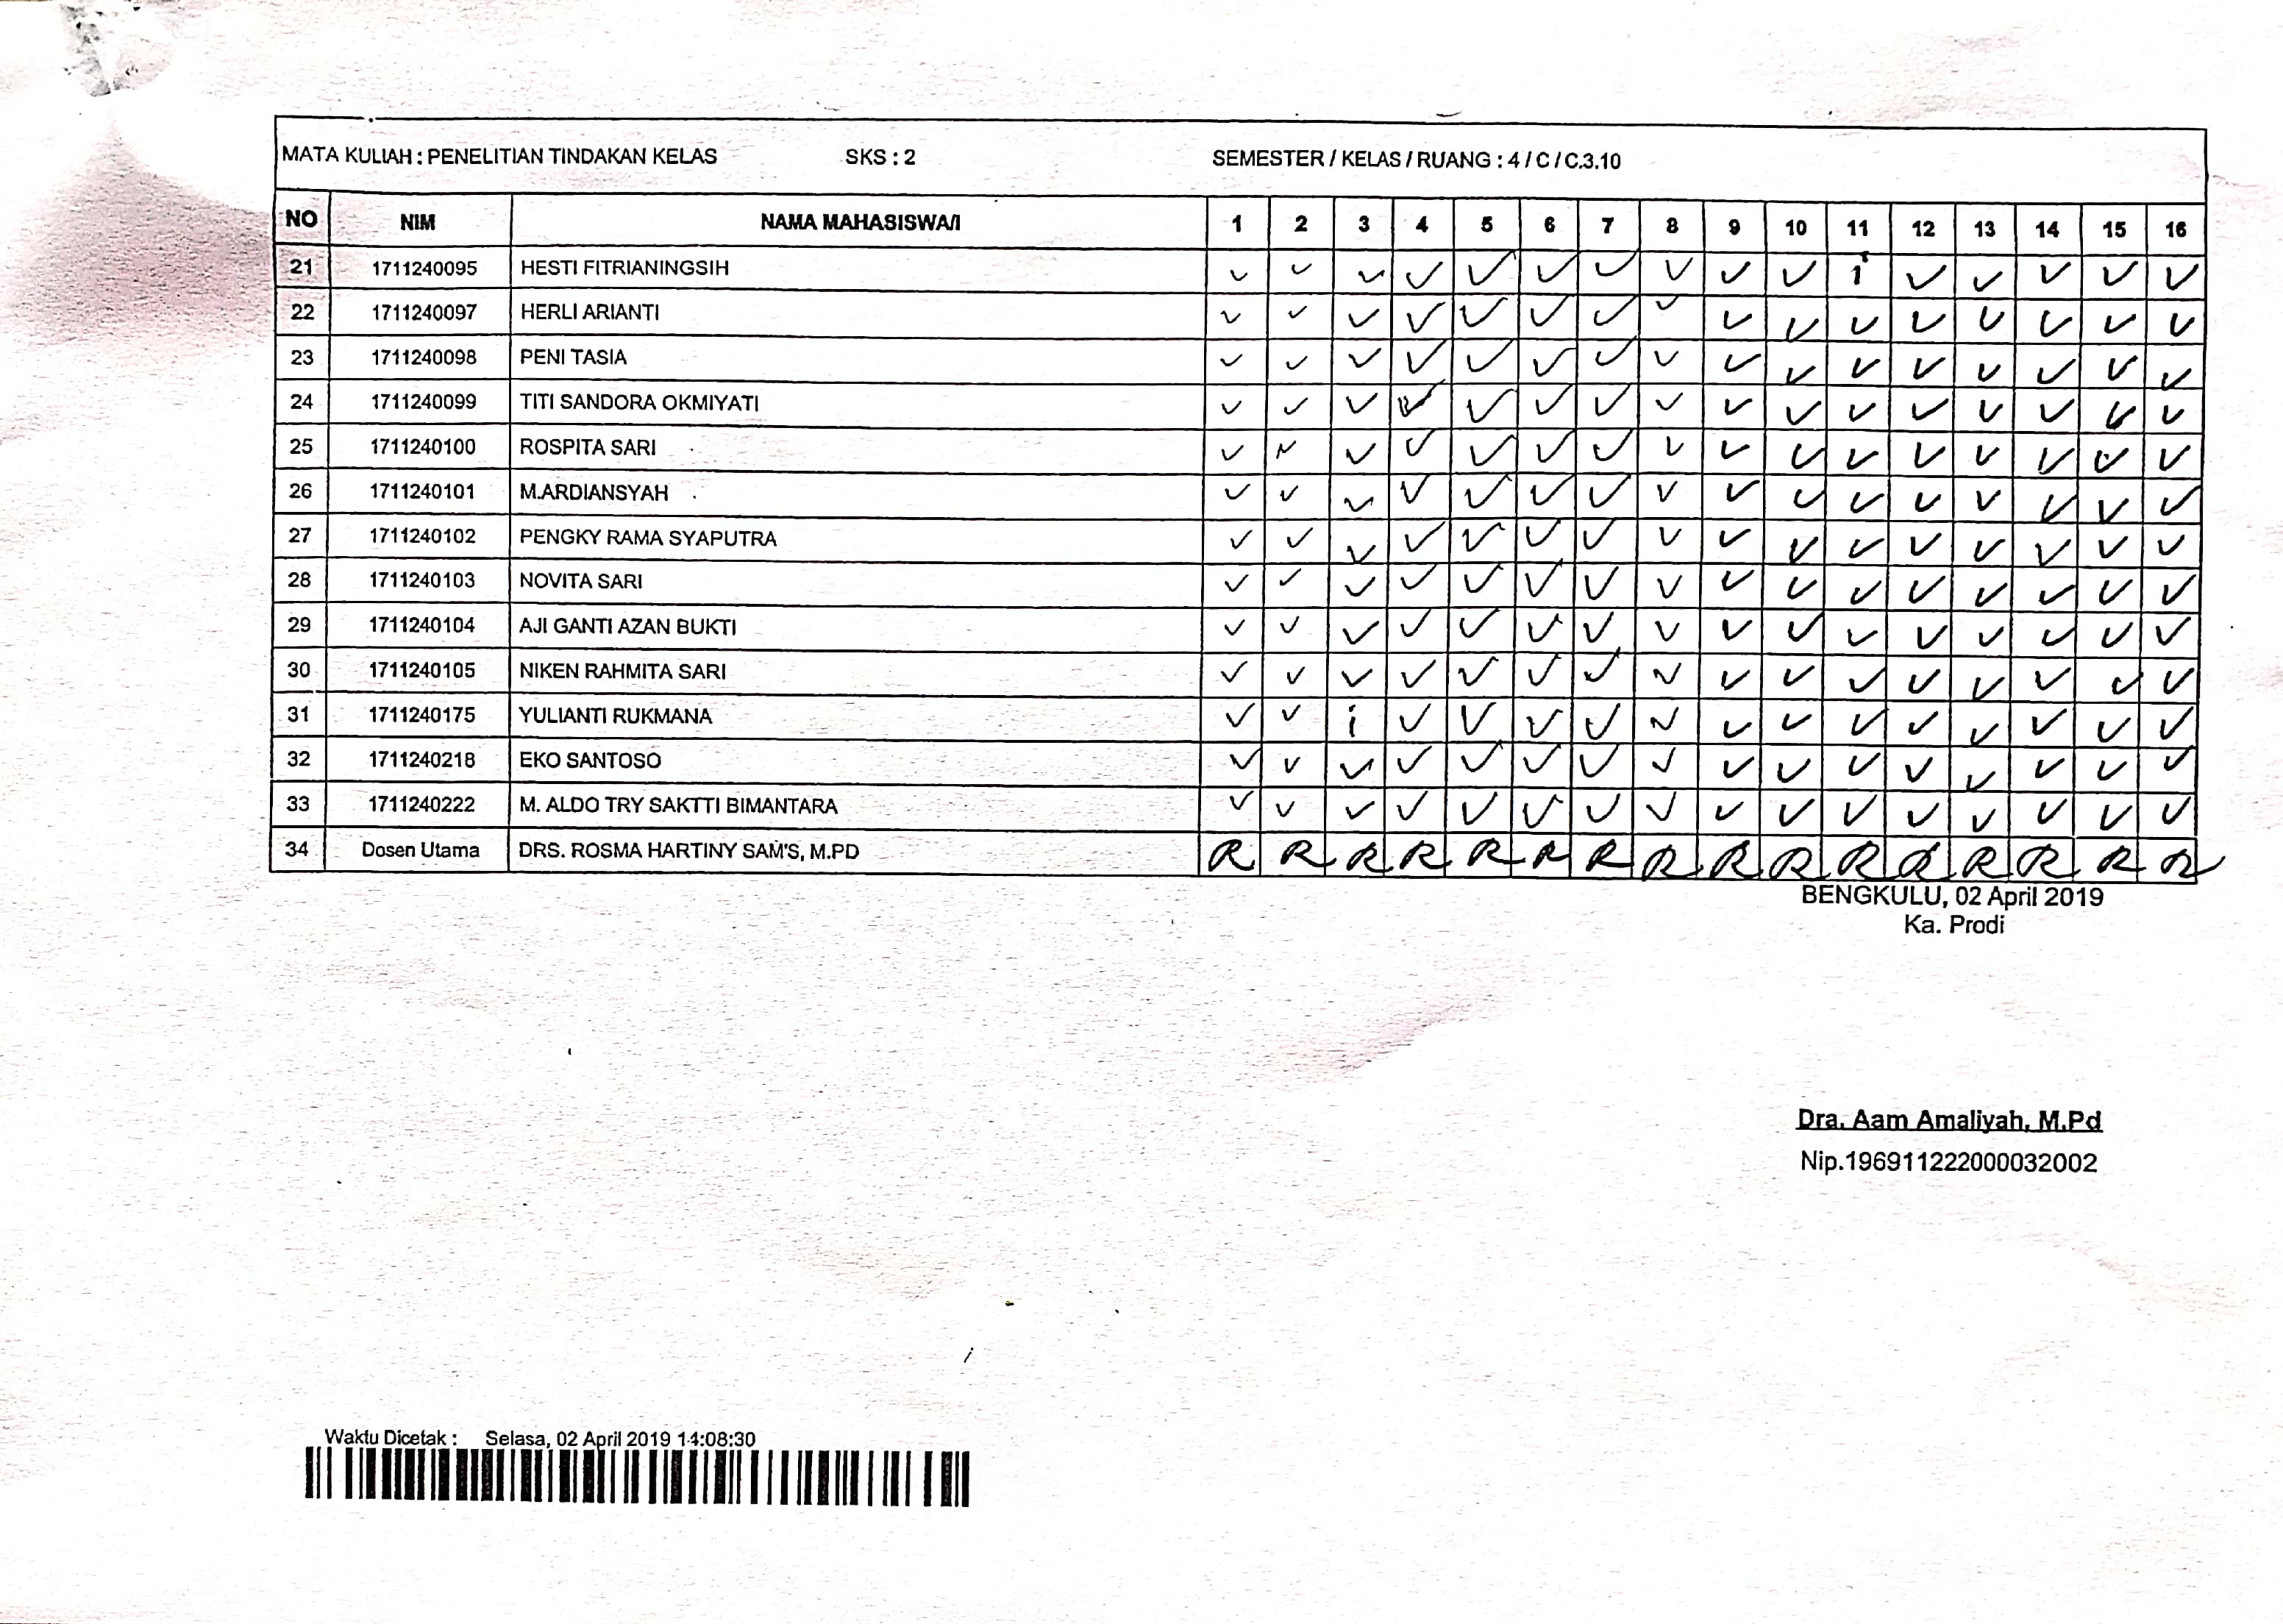 MATA KULIAH : PENELITIAN TINDAKAN KELAS SKS : 2 SEMESTER / KELAS / RUANG : 4 / C / C.3.10
NO NIM NAMA MAHASISWA/I 1 2 3 4 5 6 7 8 9 10 11 12 13 14 15 16
21 1711240095 HESTI FITRIANINGSIH ✓ ✓ ✓ ✓ ✓ ✓ ✓ ✓ ✓ ✓ i ✓ ✓ ✓ ✓ ✓
22 1711240097 HERLI ARIANTI ✓ ✓ ✓ ✓ ✓ ✓ ✓ ✓ ✓ ✓ ✓ ✓ ✓ ✓ ✓ ✓
23 1711240098 PENI TASIA ✓ ✓ ✓ ✓ ✓ ✓ ✓ ✓ ✓ ✓ ✓ ✓ ✓ ✓ ✓ ✓
24 1711240099 TITI SANDORA OKMIYATI ✓ ✓ ✓ ✓ ✓ ✓ ✓ ✓ ✓ ✓ ✓ ✓ ✓ ✓ ✓ ✓
25 1711240100 ROSPITA SARI ✓ ✓ ✓ ✓ ✓ ✓ ✓ ✓ ✓ ✓ ✓ ✓ ✓ ✓ ✓ ✓
26 1711240101 M.ARDIANSYAH ✓ ✓ ✓ ✓ ✓ ✓ ✓ ✓ ✓ ✓ ✓ ✓ ✓ ✓ ✓ ✓
27 1711240102 PENGKY RAMA SYAPUTRA ✓ ✓ ✓ ✓ ✓ ✓ ✓ ✓ ✓ ✓ ✓ ✓ ✓ ✓ ✓ ✓
28 1711240103 NOVITA SARI ✓ ✓ ✓ ✓ ✓ ✓ ✓ ✓ ✓ ✓ ✓ ✓ ✓ ✓ ✓ ✓
29 1711240104 AJI GANTI AZAN BUKTI ✓ ✓ ✓ ✓ ✓ ✓ ✓ ✓ ✓ ✓ ✓ ✓ ✓ ✓ ✓ ✓
30 1711240105 NIKEN RAHMITA SARI ✓ ✓ ✓ ✓ ✓ ✓ ✓ ✓ ✓ ✓ ✓ ✓ ✓ ✓ ✓ ✓
31 1711240175 YULIANTI RUKMANA ✓ ✓ i ✓ ✓ ✓ ✓ ✓ ✓ ✓ ✓ ✓ ✓ ✓ ✓ ✓
32 1711240218 EKO SANTOSO ✓ ✓ ✓ ✓ ✓ ✓ ✓ ✓ ✓ ✓ ✓ ✓ ✓ ✓ ✓ ✓
33 1711240222 M. ALDO TRY SAKTTI BIMANTARA ✓ ✓ ✓ ✓ ✓ ✓ ✓ ✓ ✓ ✓ ✓ ✓ ✓ ✓ ✓ ✓
34 Dosen Utama DRS. ROSMA HARTINY SAM'S, M.PD R R R R R R R R R R R R R R R R
BENGKULU, 02 April 2019
Ka. Prodi
Dra. Aam Amaliyah, M.Pd
Nip.196911222000032002
Waktu Dicetak : Selasa, 02 April 2019 14:08:30